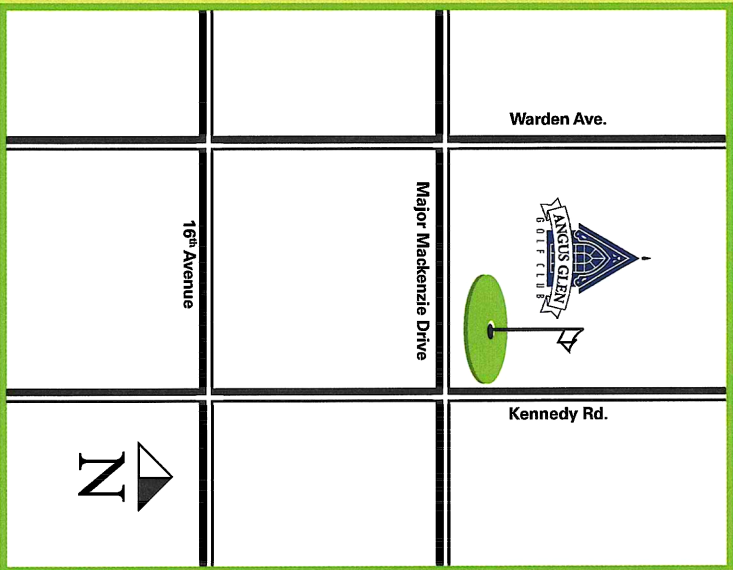 Warden Ave.
16th Avenue
Major Mackenzie Drive
ANGUS GLEN
GOLF CLUB
Kennedy Rd.
N